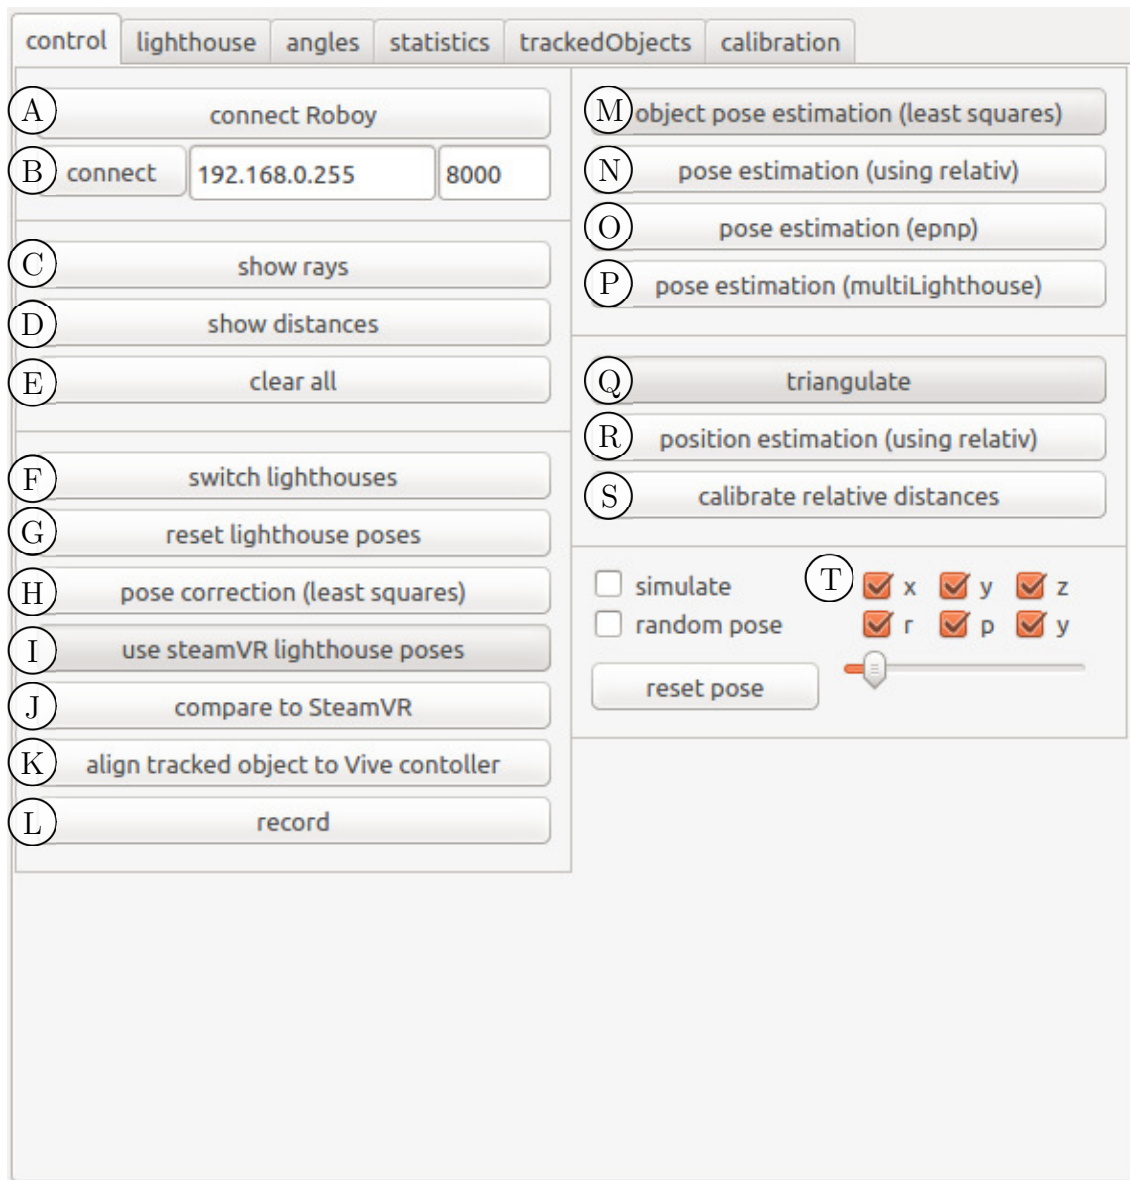 control lighthouse angles statistics trackedObjects calibration
A connect Roboy
B connect 192.168.0.255 8000
C show rays
D show distances
E clear all
F switch lighthouses
G reset lighthouse poses
H pose correction (least squares)
I use steamVR lighthouse poses
J compare to SteamVR
K align tracked object to Vive contoller
L record
M object pose estimation (least squares)
N pose estimation (using relativ)
O pose estimation (epnp)
P pose estimation (multiLighthouse)
Q triangulate
R position estimation (using relativ)
S calibrate relative distances
simulate T x y z
random pose r p y
reset pose